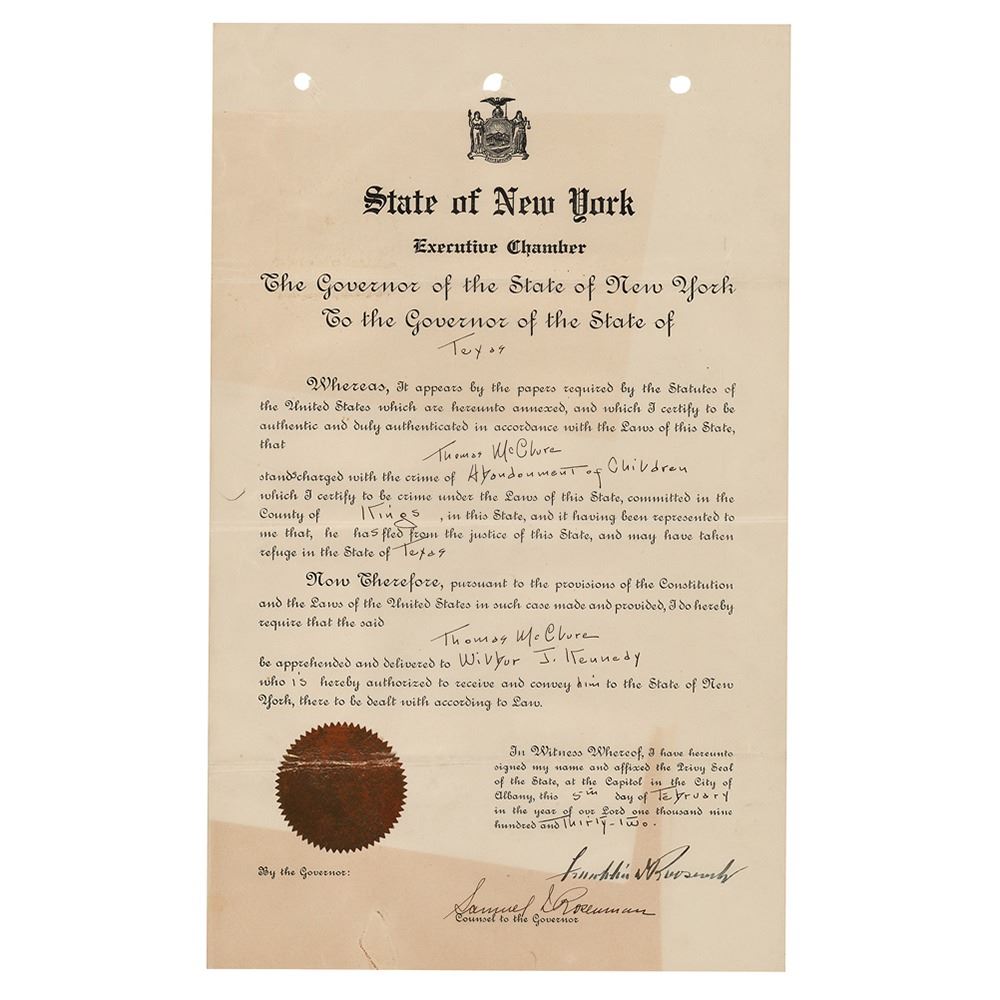 State of New York
Executive Chamber
The Governor of the State of New York
To the Governor of the State of
Texas
Whereas, It appears by the papers required by the Statutes of
the United States which are hereunto annexed, and which I certify to be
authentic and duly authenticated in accordance with the Laws of this State,
that
Thomas McClure
stands charged with the crime of Abandonment of Children
which I certify to be crime under the Laws of this State, committed in the
County of Kings, in this State, and it having been represented to
me that, he has fled from the justice of this State, and may have taken
refuge in the State of Texas
Now Therefore, pursuant to the provisions of the Constitution
and the Laws of the United States in such case made and provided, I do hereby
require that the said
Thomas McClure
be apprehended and delivered to Wilbur J. Kennedy
who is hereby authorized to receive and convey him to the State of New
York, there to be dealt with according to Law.
In Witness Whereof, I have hereunto
signed my name and affixed the Privy Seal
of the State, at the Capitol in the City of
Albany, this 5th day of February
in the year of our Lord one thousand nine
hundred and Thirty-Two.
By the Governor:
Franklin D Roosevelt
Samuel I Rosenman
Counsel to the Governor